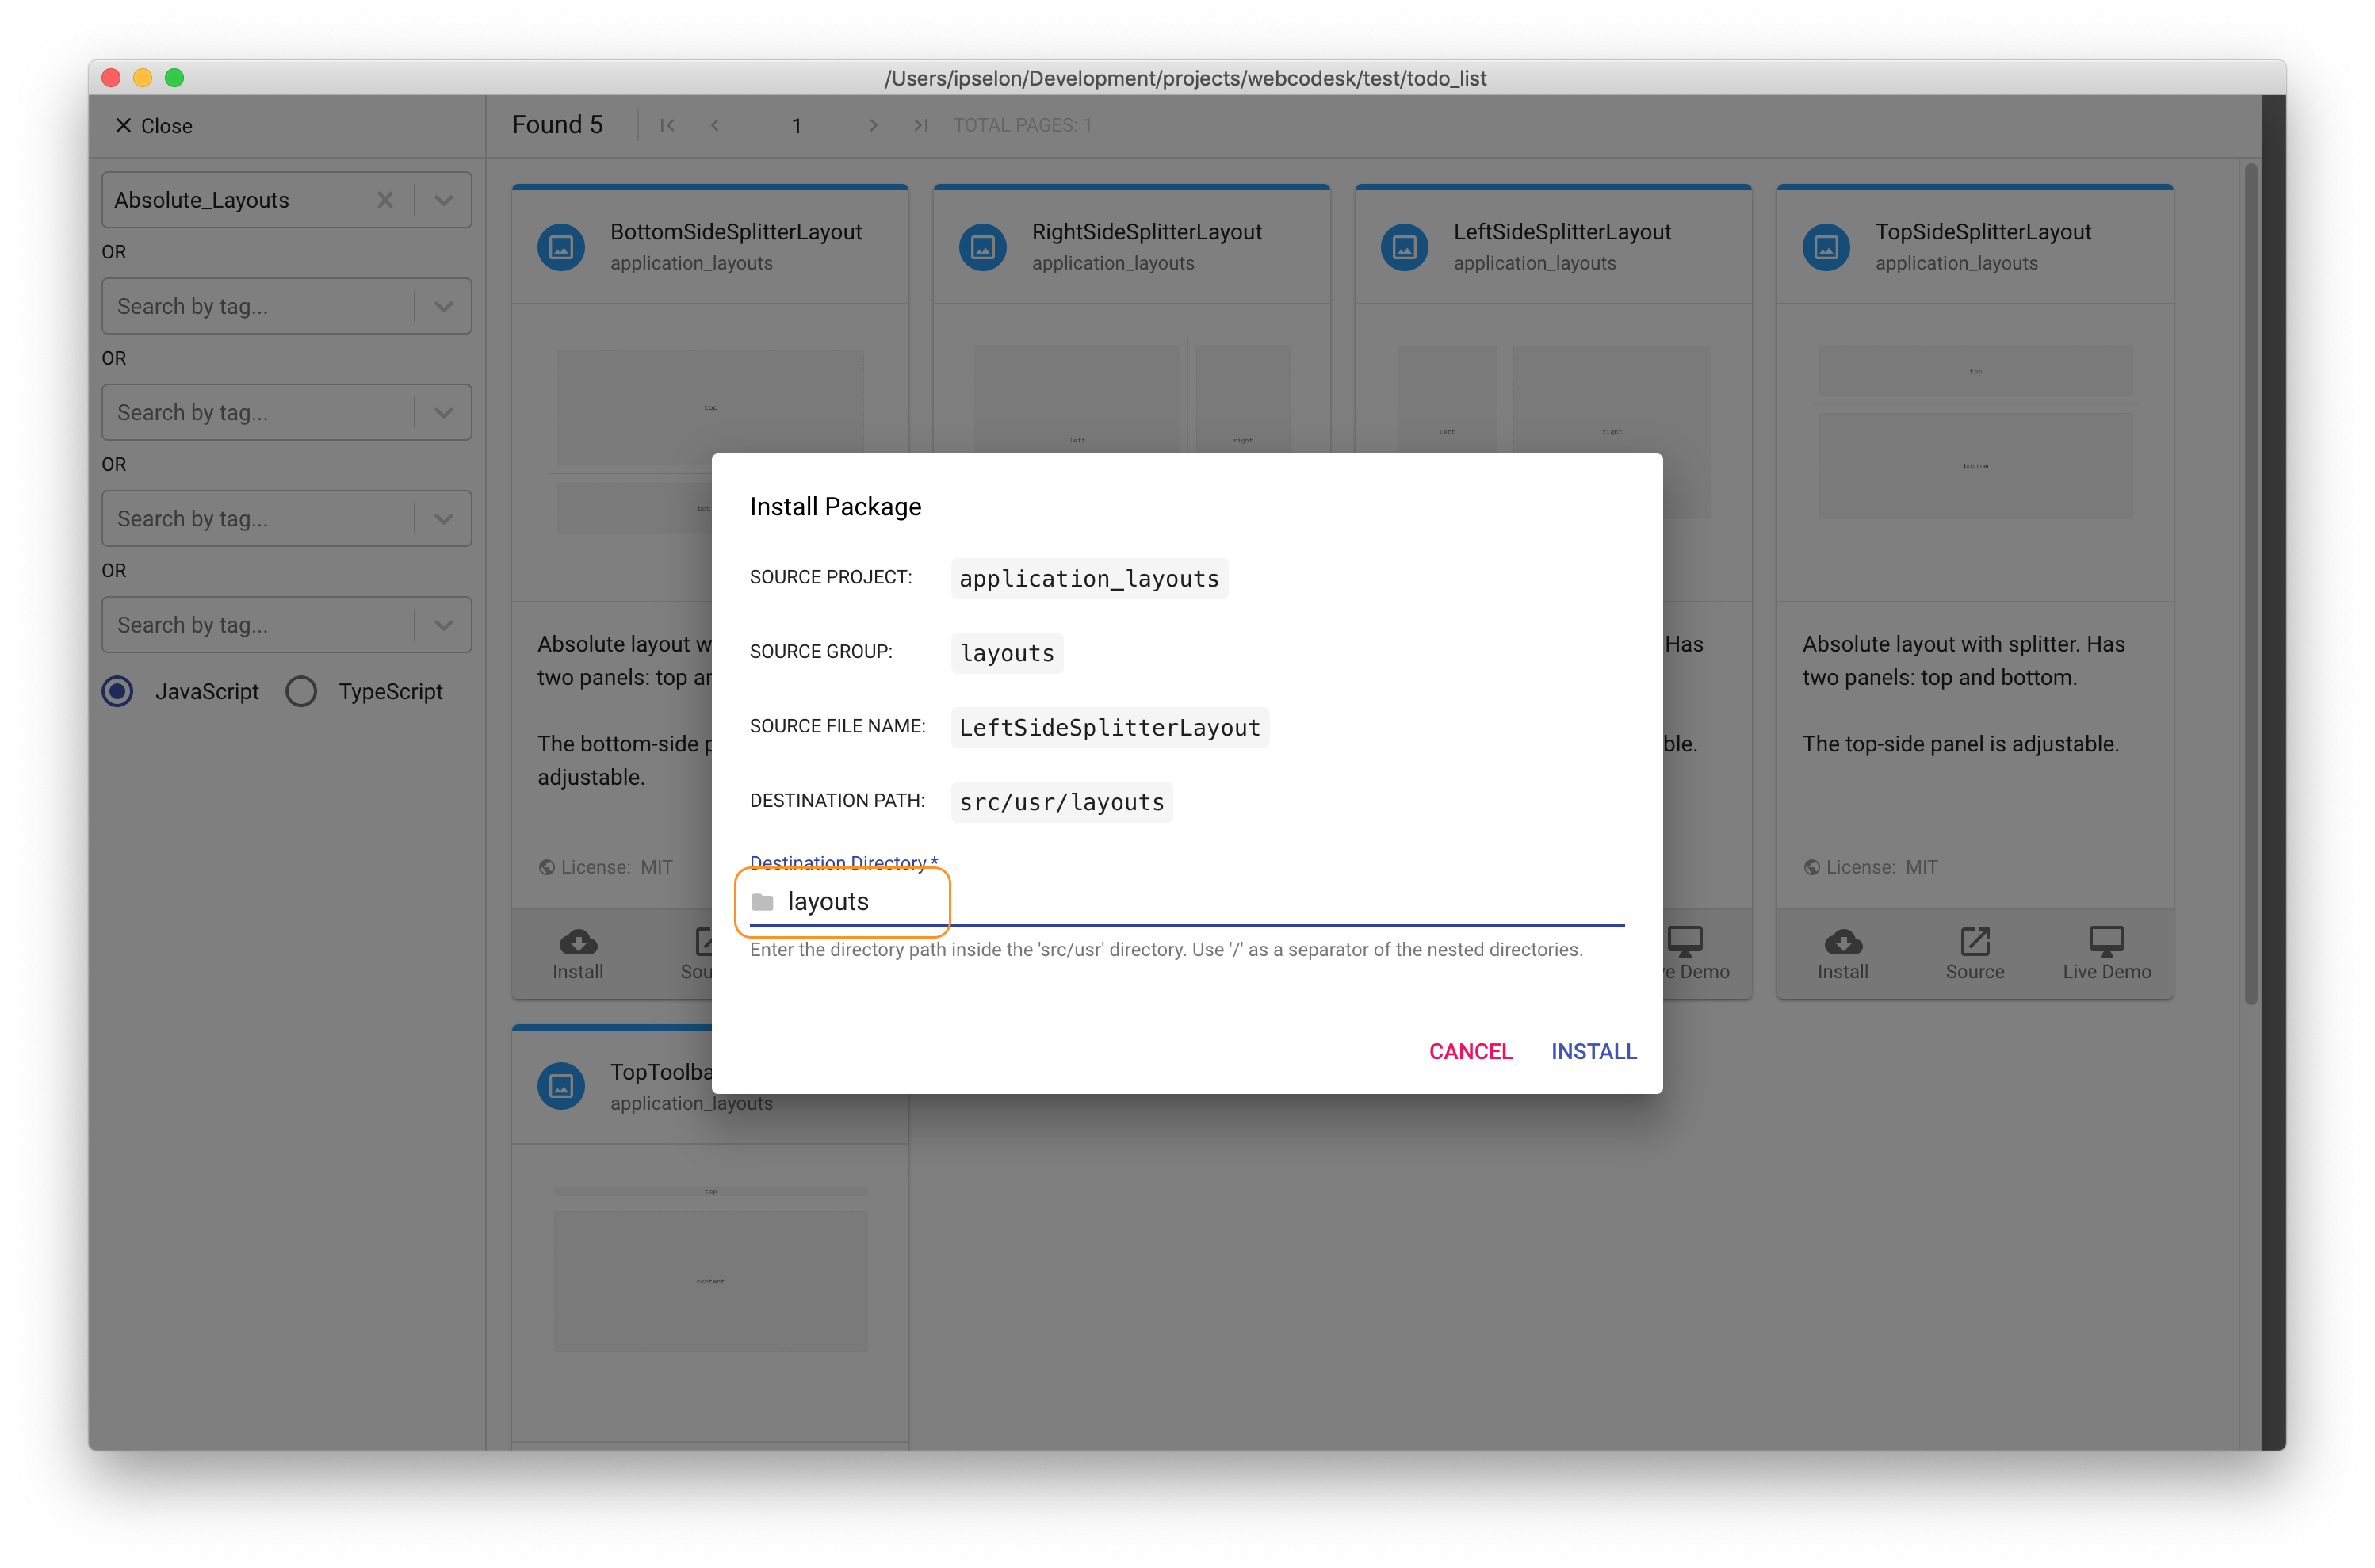 /Users/ipselon/Development/projects/webcodesk/test/todo_list
Close
Found 5
1
TOTAL PAGES: 1
Absolute_Layouts
OR
Search by tag...
OR
Search by tag...
OR
Search by tag...
OR
Search by tag...
JavaScript
TypeScript
BottomSideSplitterLayout
application_layouts
top
Absolute layout
two panels: top
The bottom-side
adjustable.
License: MIT
Install
RightSideSplitterLayout
application_layouts
left
right
LeftSideSplitterLayout
application_layouts
left
right
Has
Demo
TopSideSplitterLayout
application_layouts
top
bottom
Absolute layout with splitter. Has
two panels: top and bottom.
The top-side panel is adjustable.
License: MIT
Install
Source
Live Demo
application_layouts
top
content
Install Package
SOURCE PROJECT:
application_layouts
SOURCE GROUP:
layouts
SOURCE FILE NAME:
LeftSideSplitterLayout
DESTINATION PATH:
src/usr/layouts
Destination Directory *
layouts
Enter the directory path inside the 'src/usr' directory. Use '/' as a separator of the nested directories.
CANCEL
INSTALL